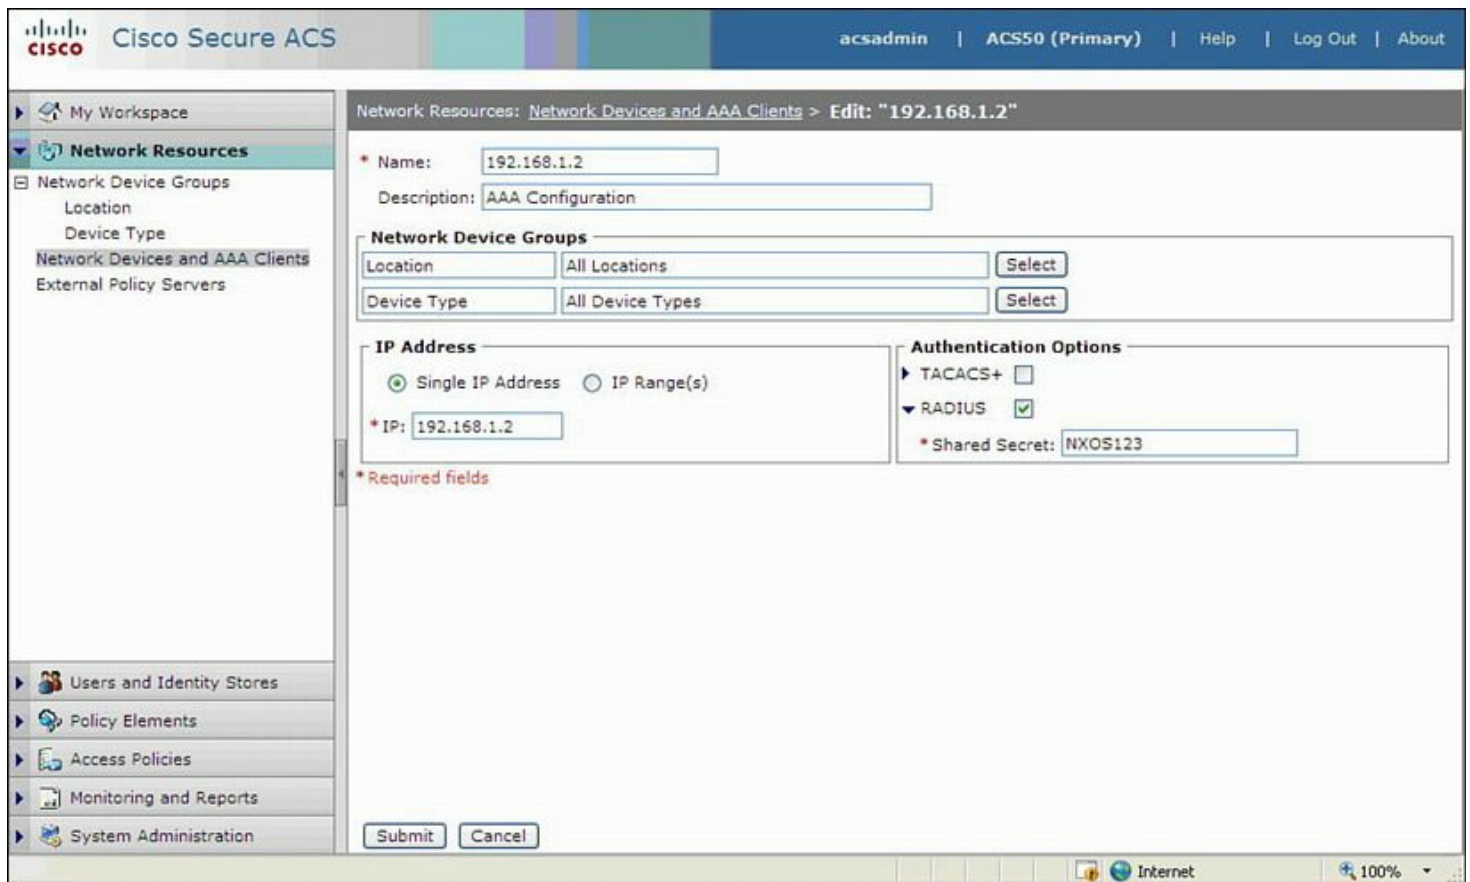 CISCO Cisco Secure ACS
acsadmin | ACS50 (Primary) | Help | Log Out | About
My Workspace
Network Resources
Network Device Groups
Location
Device Type
Network Devices and AAA Clients
External Policy Servers
Users and Identity Stores
Policy Elements
Access Policies
Monitoring and Reports
System Administration
Network Resources: Network Devices and AAA Clients > Edit: "192.168.1.2"
* Name: 192.168.1.2
Description: AAA Configuration
Network Device Groups
Location All Locations Select
Device Type All Device Types Select
IP Address
Single IP Address IP Range(s)
* IP: 192.168.1.2
Authentication Options
TACACS+
RADIUS
* Shared Secret: NXOS123
* Required fields
Submit Cancel
Internet 100%